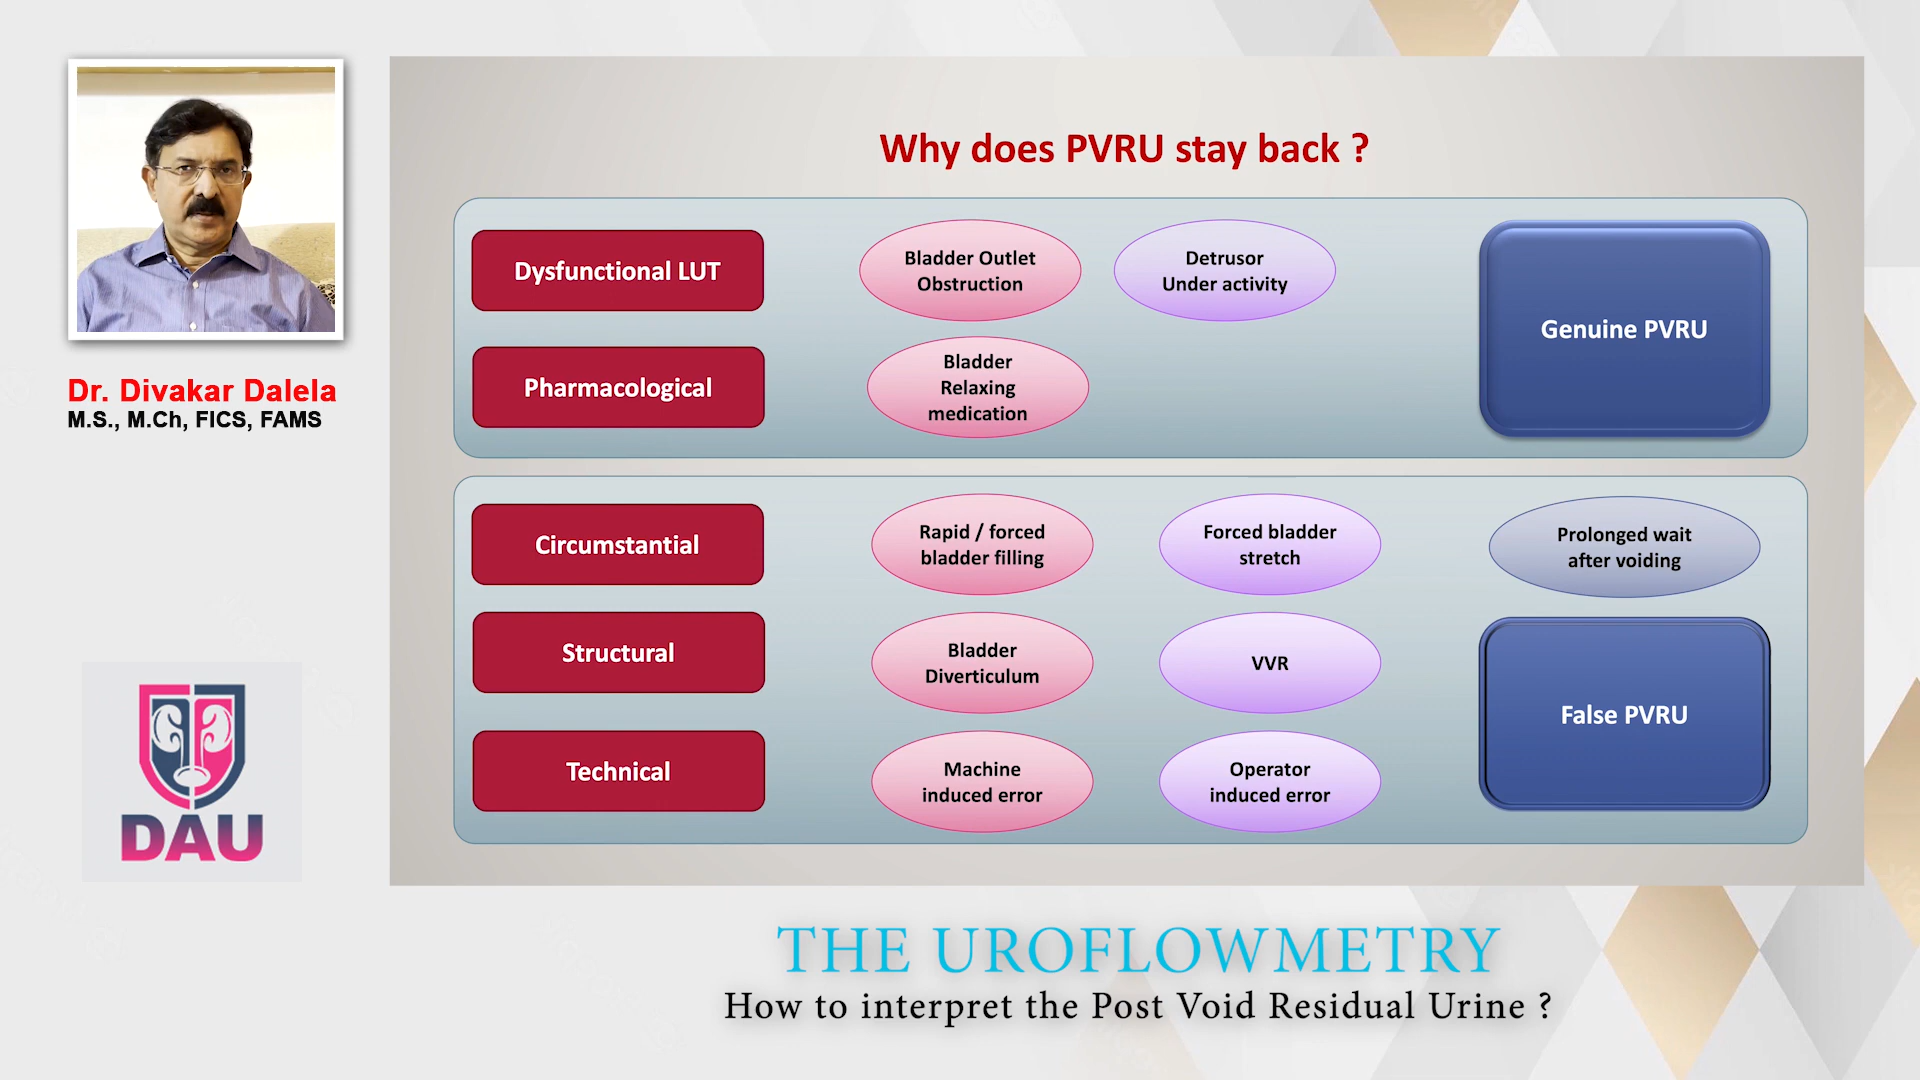 Dr. Divakar Dalela
M.S., M.Ch, FICS, FAMS
DAU
Why does PVRU stay back ?
Dysfunctional LUT
Bladder Outlet
Obstruction
Detrusor
Under activity
Pharmacological
Bladder
Relaxing
medication
Genuine PVRU
Circumstantial
Rapid / forced
bladder filling
Forced bladder
stretch
Prolonged wait
after voiding
Structural
Bladder
Diverticulum
VVR
Technical
Machine
induced error
Operator
induced error
False PVRU
THE UROFLOWMETRY
How to interpret the Post Void Residual Urine ?